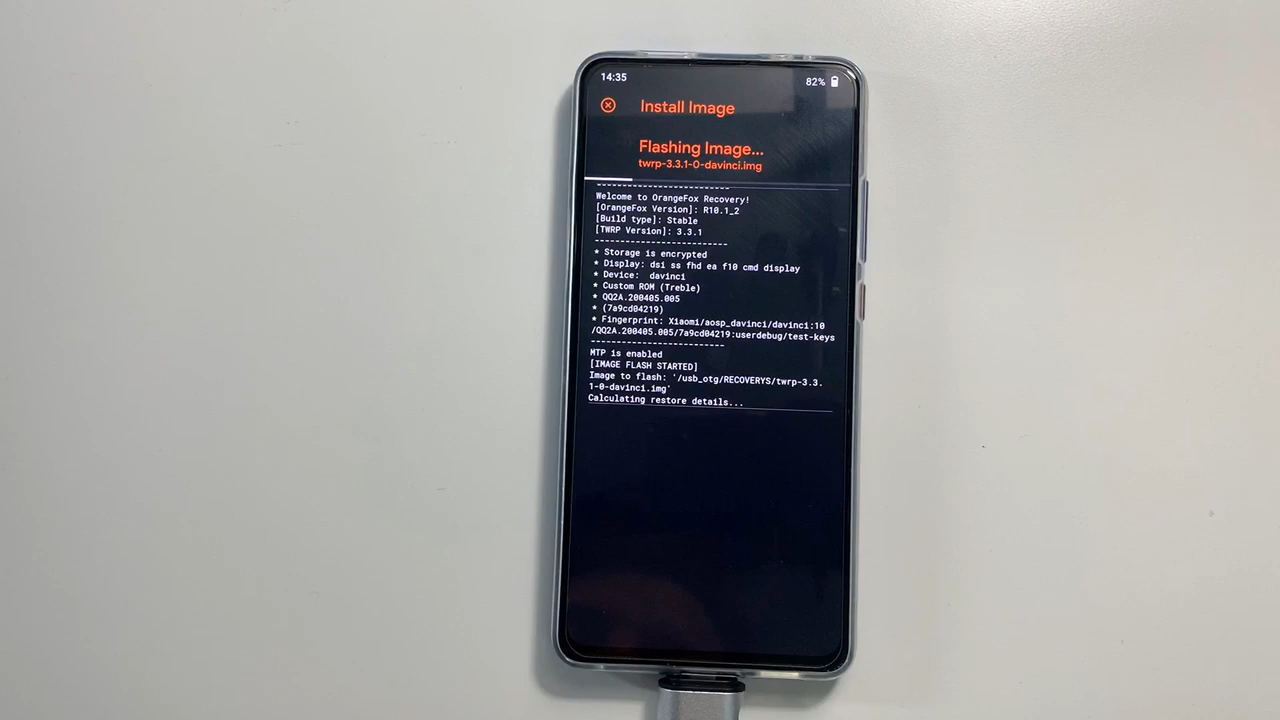 14:35
82%
Install Image
Flashing Image...
twrp-3.3.1-0-davinci.img
-------------------------
Welcome to OrangeFox Recovery!
[OrangeFox Version]: R10.1_2
[Build type]: Stable
[TWRP Version]: 3.3.1
-------------------------
* Storage is encrypted
* Display: dsi ss fhd ea f10 cmd display
* Device:  davinci
* Custom ROM (Treble)
* QQ2A.200405.005
* (7a9cd04219)
* Fingerprint: Xiaomi/aosp_davinci/davinci:10
/QQ2A.200405.005/7a9cd04219:userdebug/test-keys
-------------------------
MTP is enabled
[IMAGE FLASH STARTED]
Image to flash: '/usb_otg/RECOVERYS/twrp-3.3.
1-0-davinci.img'
Calculating restore details...